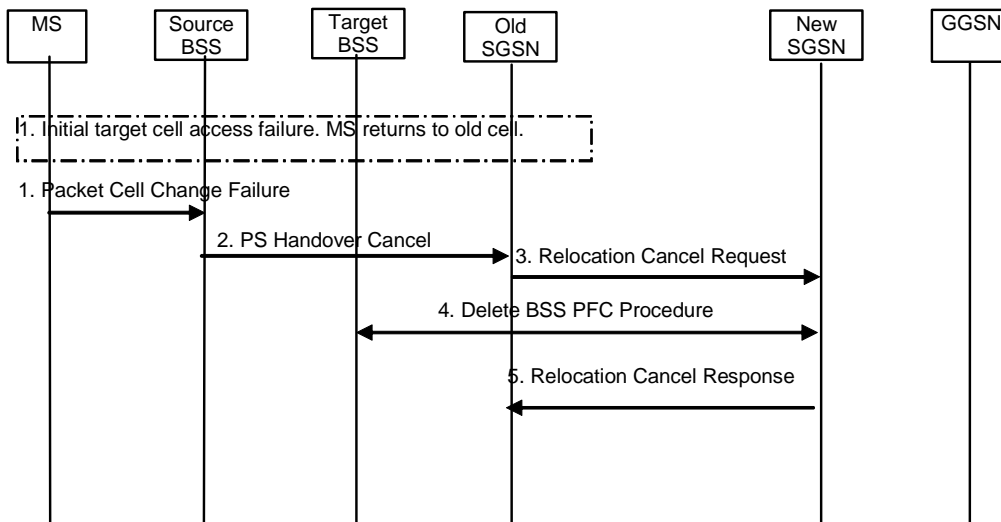 MS
Source
BSS
Target
BSS
Old
SGSN
New
SGSN
GGSN
1. Initial target cell access failure. MS returns to old cell.
1. Packet Cell Change Failure
2. PS Handover Cancel
3. Relocation Cancel Request
4. Delete BSS PFC Procedure
5. Relocation Cancel Response